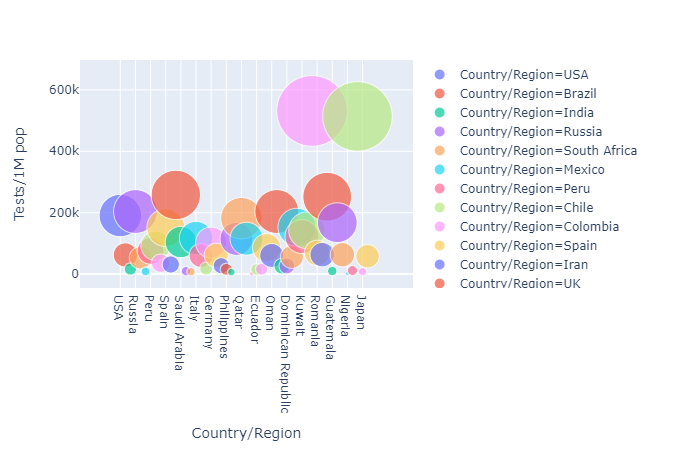 600k
400k
200k
0
Tests/1M pop
USA
Russia
Peru
Spain
Saudi Arabia
Italy
Germany
Philippines
Qatar
Ecuador
Oman
Dominican Republic
Kuwait
Romania
Guatemala
Nigeria
Japan
Country/Region
Country/Region=USA
Country/Region=Brazil
Country/Region=India
Country/Region=Russia
Country/Region=South Africa
Country/Region=Mexico
Country/Region=Peru
Country/Region=Chile
Country/Region=Colombia
Country/Region=Spain
Country/Region=Iran
Country/Region=UK